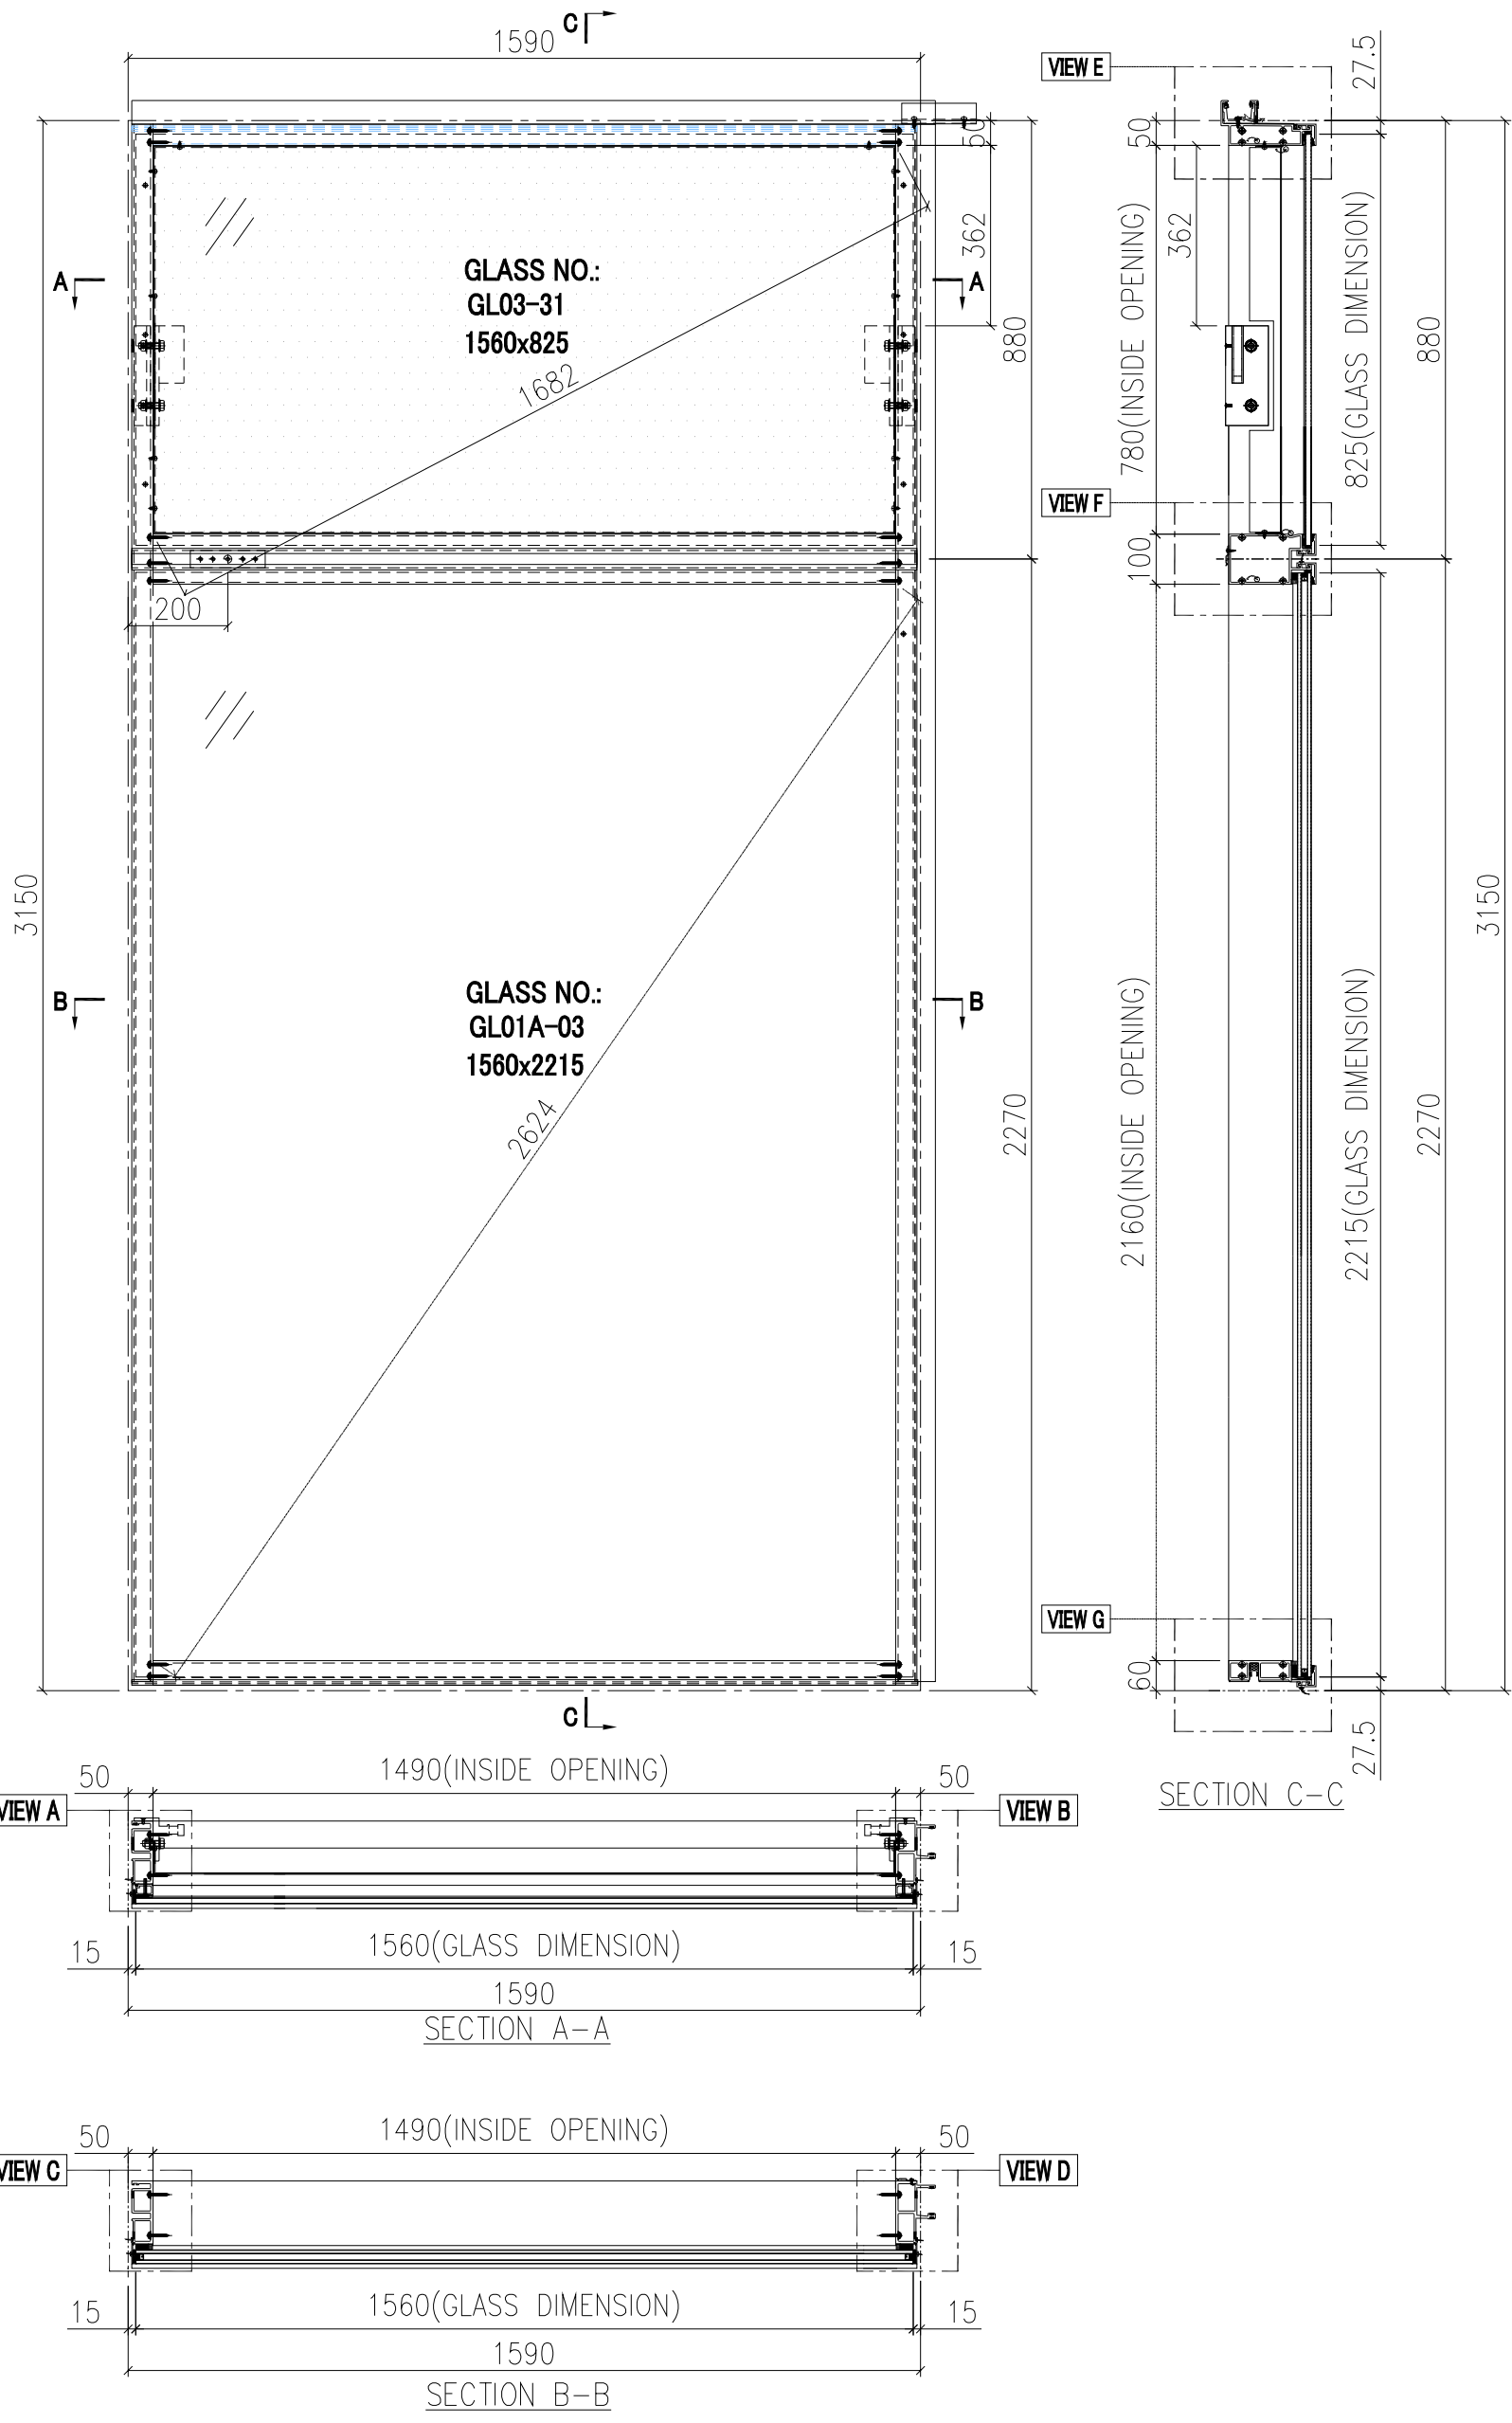 C
1590
VIEW E
27.5
50
50
362
362
A
A
GLASS NO.:
GL03-31
1560x825
1682
880
780(INSIDE OPENING)
825(GLASS DIMENSION)
880
VIEW F
100
200
3150
3150
B
B
GLASS NO.:
GL01A-03
1560x2215
2624
2270
2160(INSIDE OPENING)
2215(GLASS DIMENSION)
2270
VIEW G
60
27.5
C
SECTION C-C
50
1490(INSIDE OPENING)
50
VIEW A
VIEW B
15
1560(GLASS DIMENSION)
15
1590
SECTION A-A
50
1490(INSIDE OPENING)
50
VIEW C
VIEW D
15
1560(GLASS DIMENSION)
15
1590
SECTION B-B